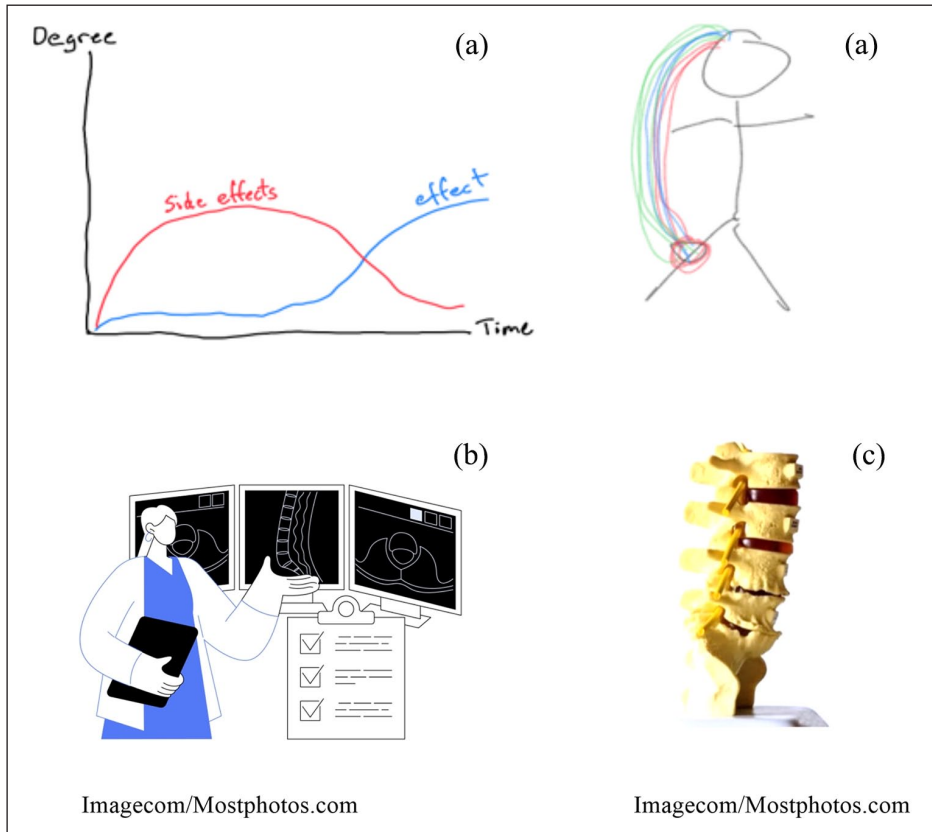 Degree
(a)
(a)
Side effects
effect
Time
(b)
(c)
Imagecom/Mostphotos.com
Imagecom/Mostphotos.com